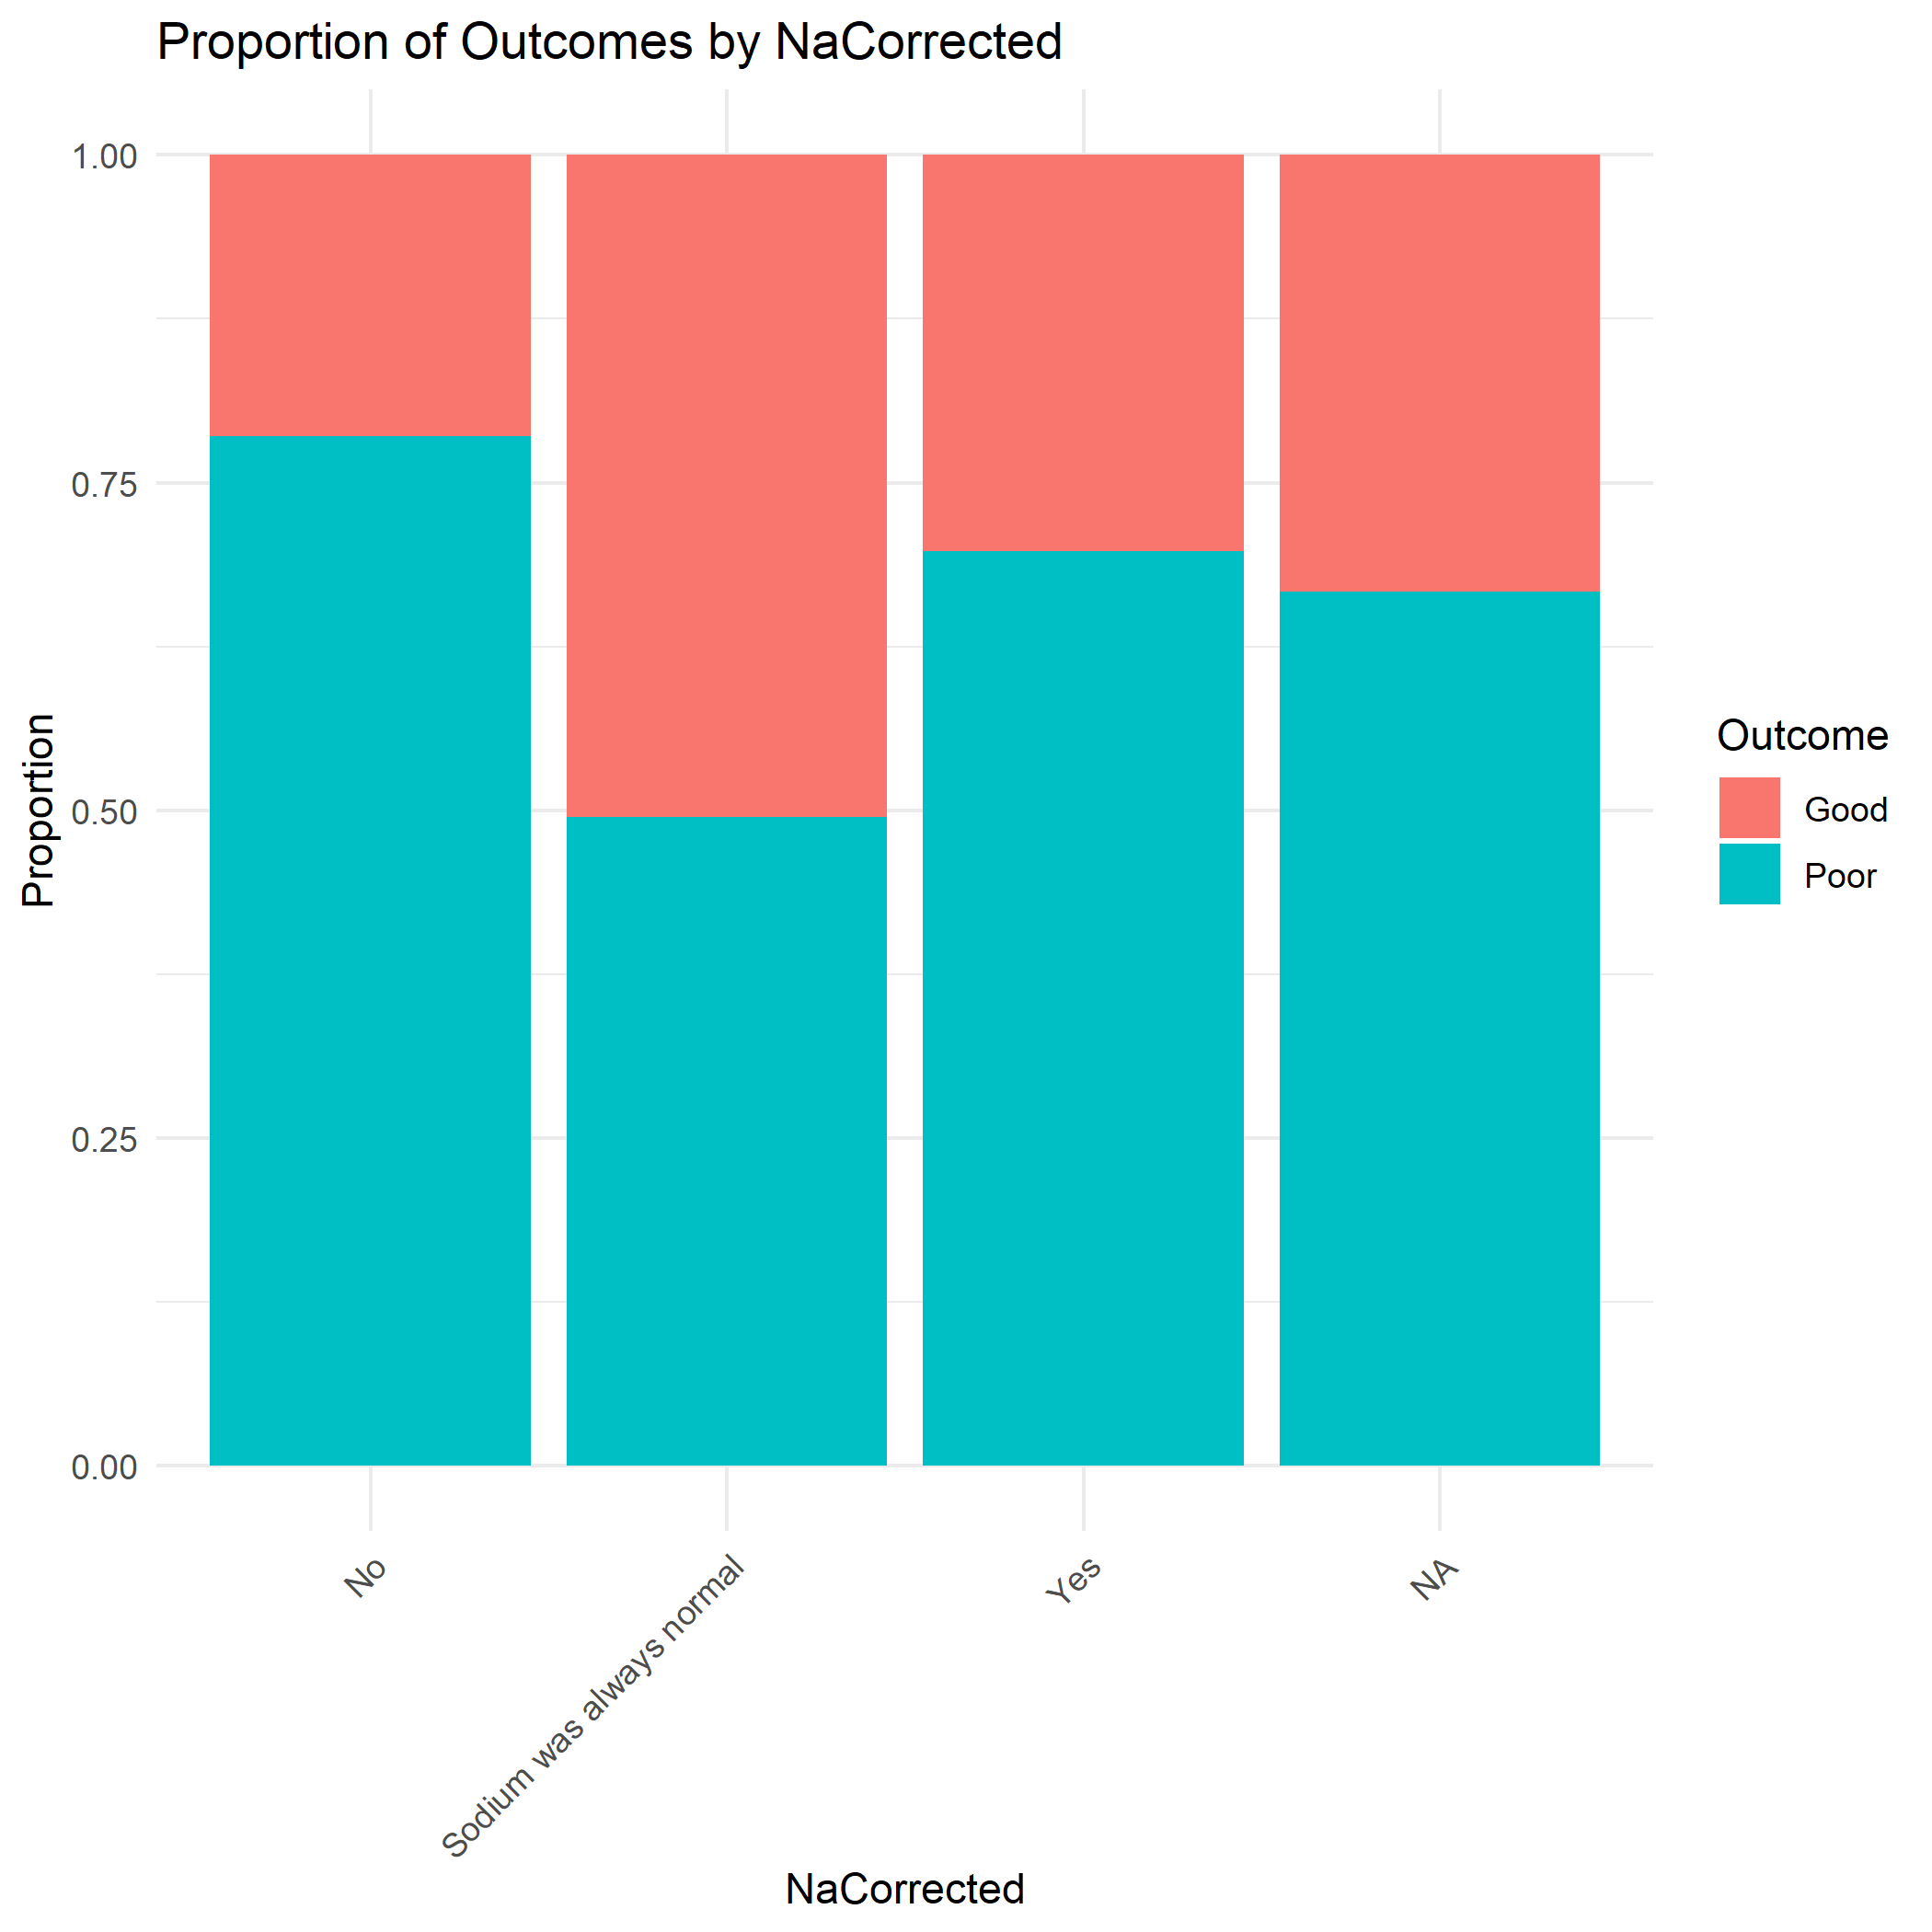 Proportion of Outcomes by NaCorrected
1.00
0.75
0.50
0.25
0.00
Proportion
No
Sodium was always normal
Yes
NA
NaCorrected
Outcome
Good
Poor